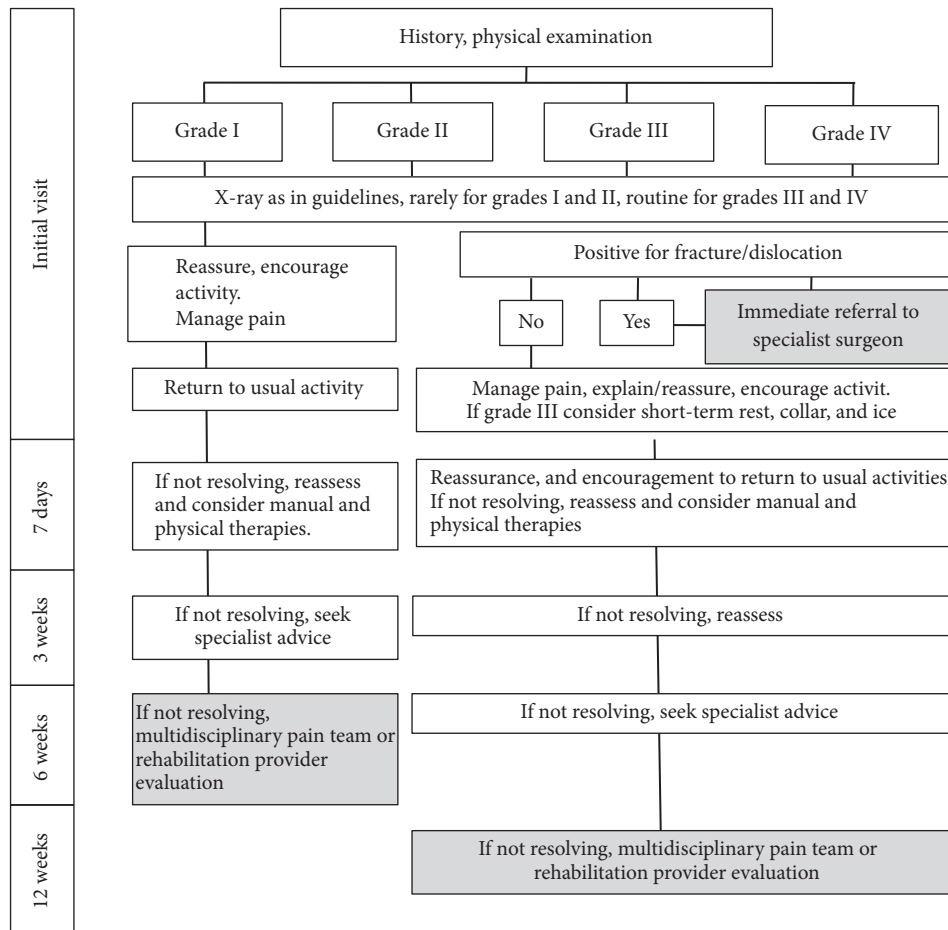 History, physical examination
Grade I
Grade II
Grade III
Grade IV
X-ray as in guidelines, rarely for grades I and II, routine for grades III and IV
Initial visit
Reassure, encourage
activity.
Manage pain
Positive for fracture/dislocation
No
Yes
Immediate referral to
specialist surgeon
Return to usual activity
Manage pain, explain/reassure, encourage activit.
If grade III consider short-term rest, collar, and ice
7 days
If not resolving, reassess
and consider manual and
physical therapies.
Reassurance, and encouragement to return to usual activities
If not resolving, reassess and consider manual and
physical therapies
3 weeks
If not resolving, seek
specialist advice
If not resolving, reassess
6 weeks
If not resolving,
multidisciplinary pain team or
rehabilitation provider
evaluation
If not resolving, seek specialist advice
12 weeks
If not resolving, multidisciplinary pain team or
rehabilitation provider evaluation